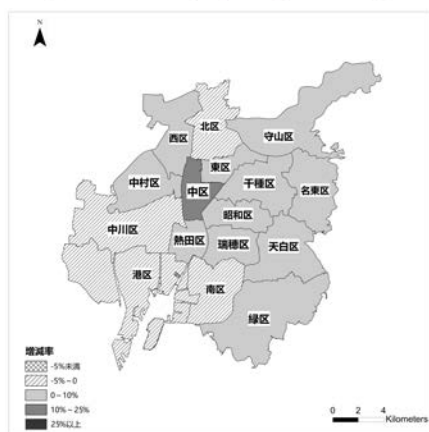 N
北区
西区
守山区
東区
中村区
中区
千種区
名東区
昭和区
中川区
熱田区
瑞穂区
天白区
港区
南区
緑区
増減率
-5%未満
-5%~0
0~10%
10%~25%
25%以上
0 2 4
Kilometers